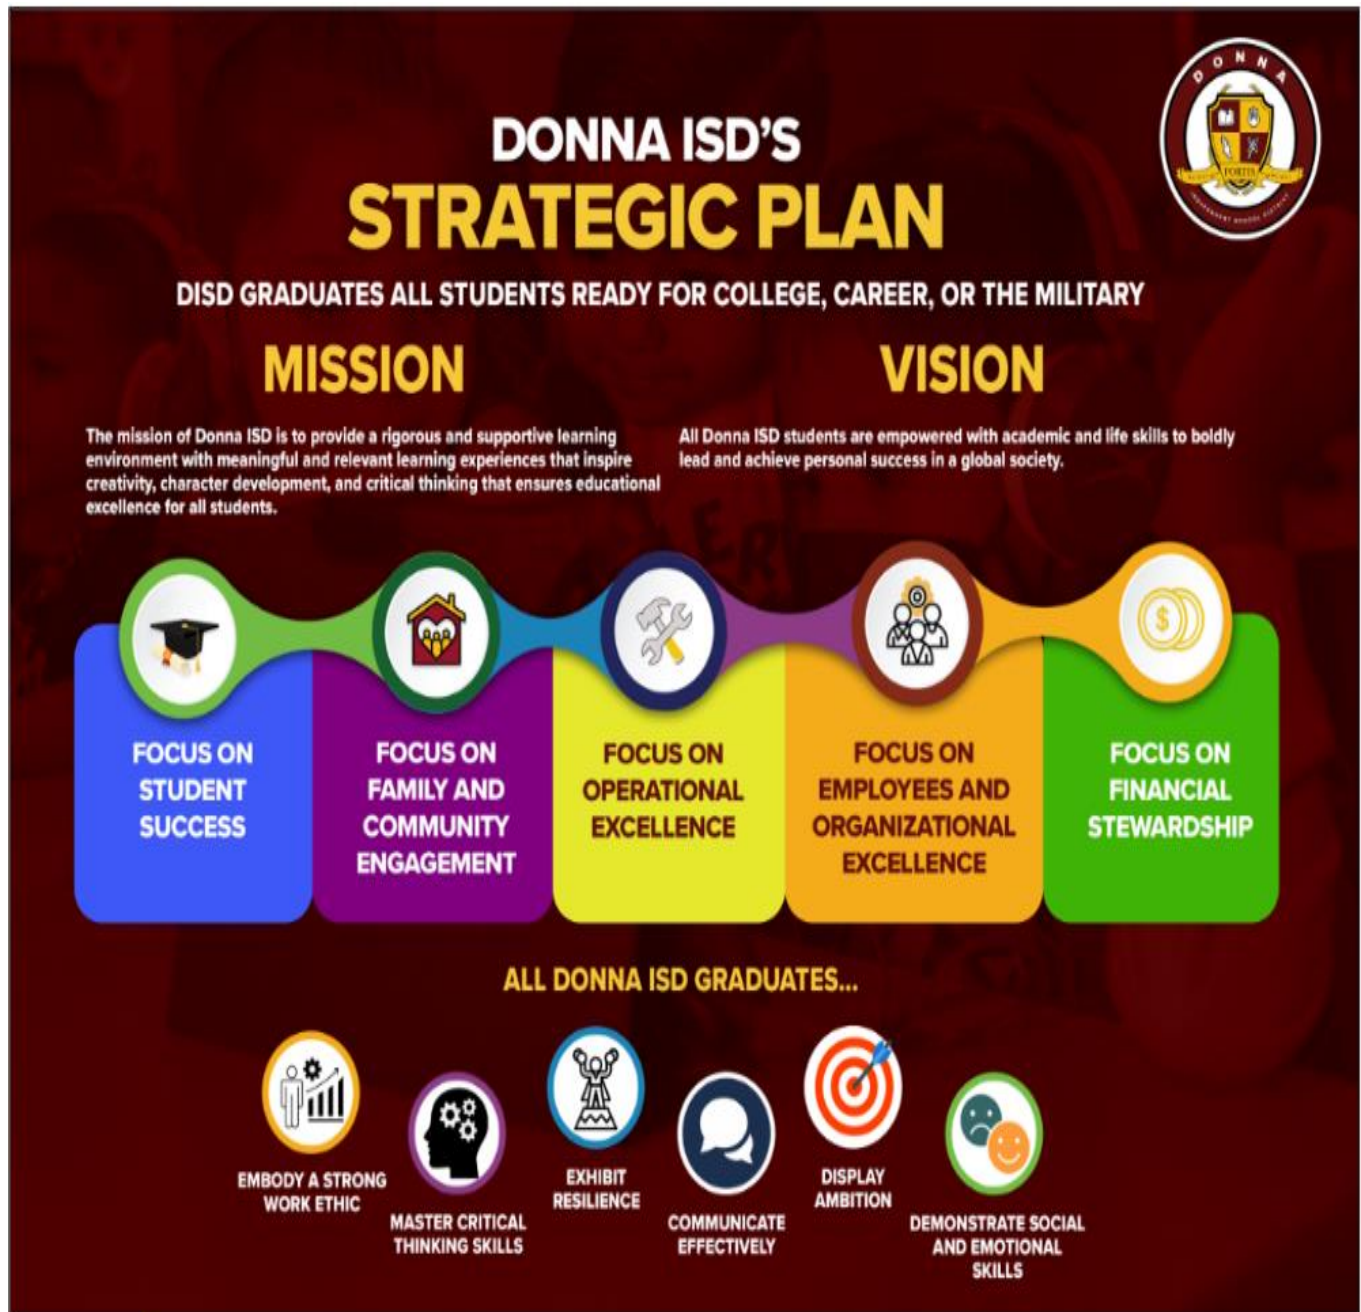 DONNA
FORTIS
INDEPENDENT SCHOOL DISTRICT
DONNA ISD'S
STRATEGIC PLAN
DISD GRADUATES ALL STUDENTS READY FOR COLLEGE, CAREER, OR THE MILITARY
MISSION
The mission of Donna ISD is to provide a rigorous and supportive learning
environment with meaningful and relevant learning experiences that inspire
creativity, character development, and critical thinking that ensures educational
excellence for all students.
VISION
All Donna ISD students are empowered with academic and life skills to boldly
lead and achieve personal success in a global society.
FOCUS ON
STUDENT
SUCCESS
FOCUS ON
FAMILY AND
COMMUNITY
ENGAGEMENT
FOCUS ON
OPERATIONAL
EXCELLENCE
FOCUS ON
EMPLOYEES AND
ORGANIZATIONAL
EXCELLENCE
$
FOCUS ON
FINANCIAL
STEWARDSHIP
ALL DONNA ISD GRADUATES...
EMBODY A STRONG
WORK ETHIC
MASTER CRITICAL
THINKING SKILLS
EXHIBIT
RESILIENCE
COMMUNICATE
EFFECTIVELY
DISPLAY
AMBITION
DEMONSTRATE SOCIAL
AND EMOTIONAL
SKILLS